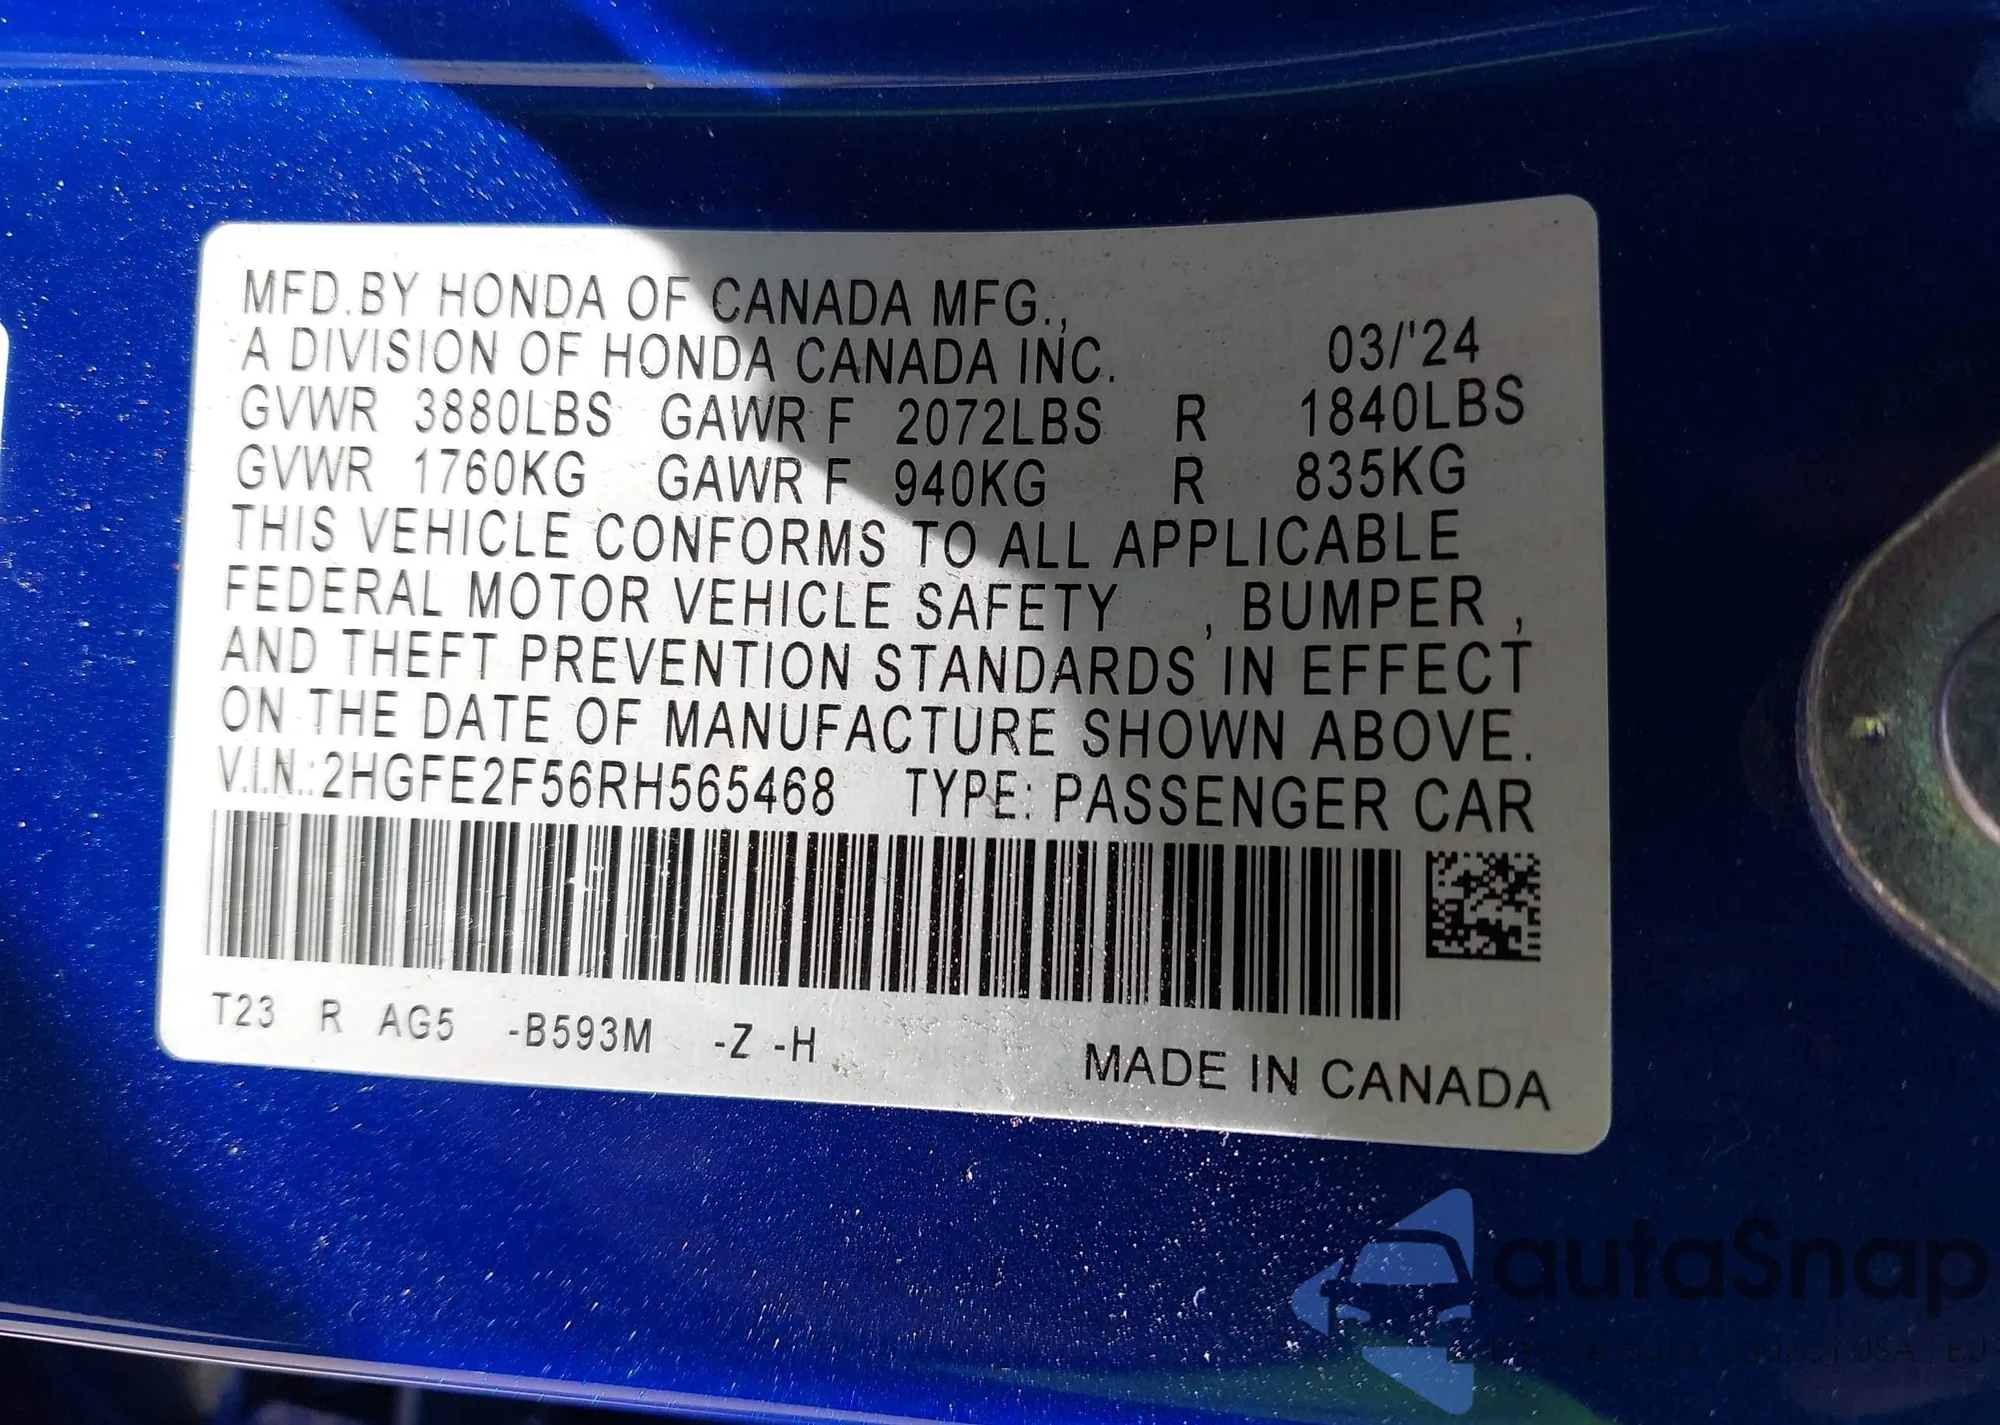 MFD.BY HONDA OF CANADA MFG.,
A DIVISION OF HONDA CANADA INC. 03/'24
GVWR 3880LBS GAWR F 2072LBS R 1840LBS
GVWR 1760KG GAWR F 940KG R 835KG
THIS VEHICLE CONFORMS TO ALL APPLICABLE
FEDERAL MOTOR VEHICLE SAFETY , BUMPER ,
AND THEFT PREVENTION STANDARDS IN EFFECT
ON THE DATE OF MANUFACTURE SHOWN ABOVE.
V.I.N.:2HGFE2F56RH565468 TYPE: PASSENGER CAR
T23 R AG5 -B593M -Z -H
MADE IN CANADA
autaSnap
USA